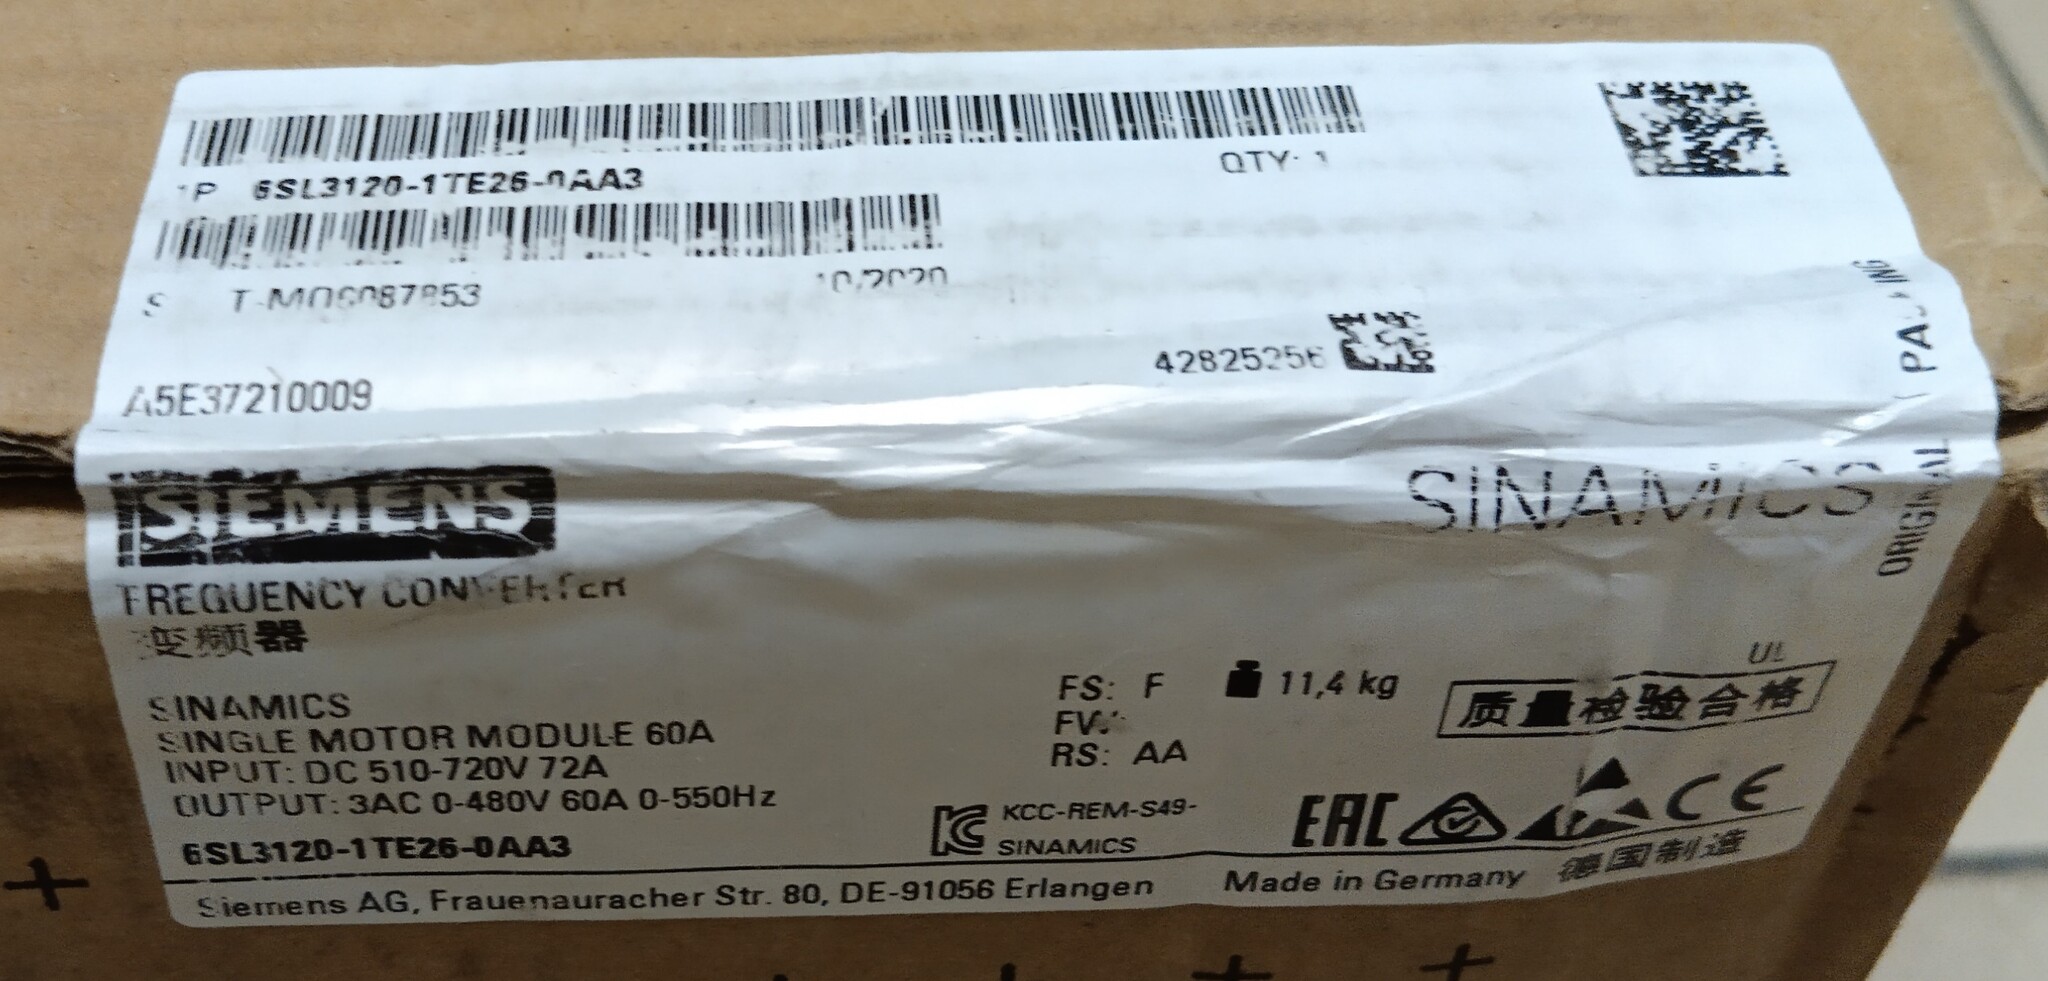 1P 6SL3120-1TE26-0AA3
QTY: 1
S
10/2020
42825256
A5E37210009
SIEMENS
SINAMICS
ORIGINAL PACKING
FREQUENCY CONVERTER
变频器
SINAMICS
SINGLE MOTOR MODULE 60A
INPUT: DC 510-720V 72A
OUTPUT: 3AC 0-480V 60A 0-550Hz
6SL3120-1TE26-0AA3
FS: F
11,4 kg
FV:
RS: AA
UL
质量检验合格
KCC-REM-S49-
SINAMICS
EAC
CE
Siemens AG, Frauenauracher Str. 80, DE-91056 Erlangen
Made in Germany
德国制造